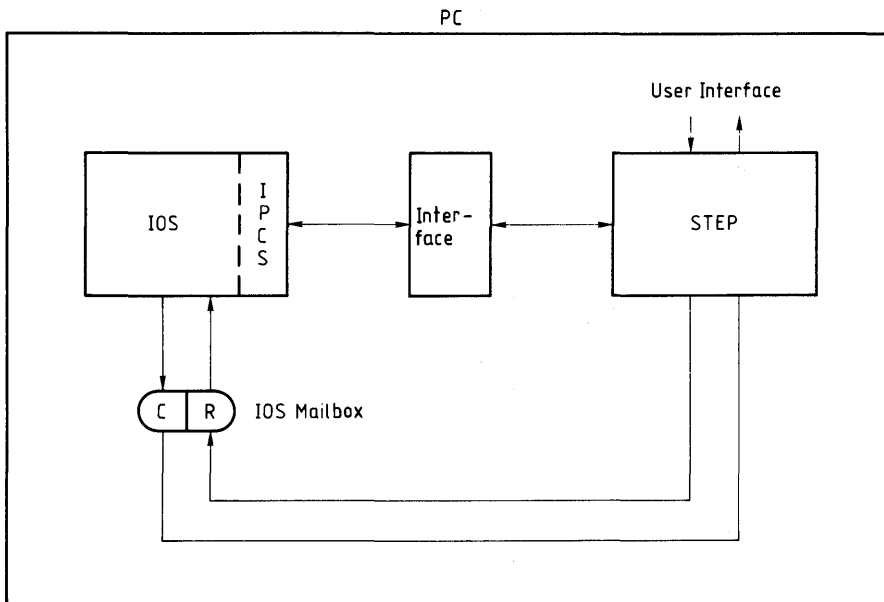 PC
User Interface
IOS
I
P
C
S
Inter-
face
STEP
C
R
IOS Mailbox